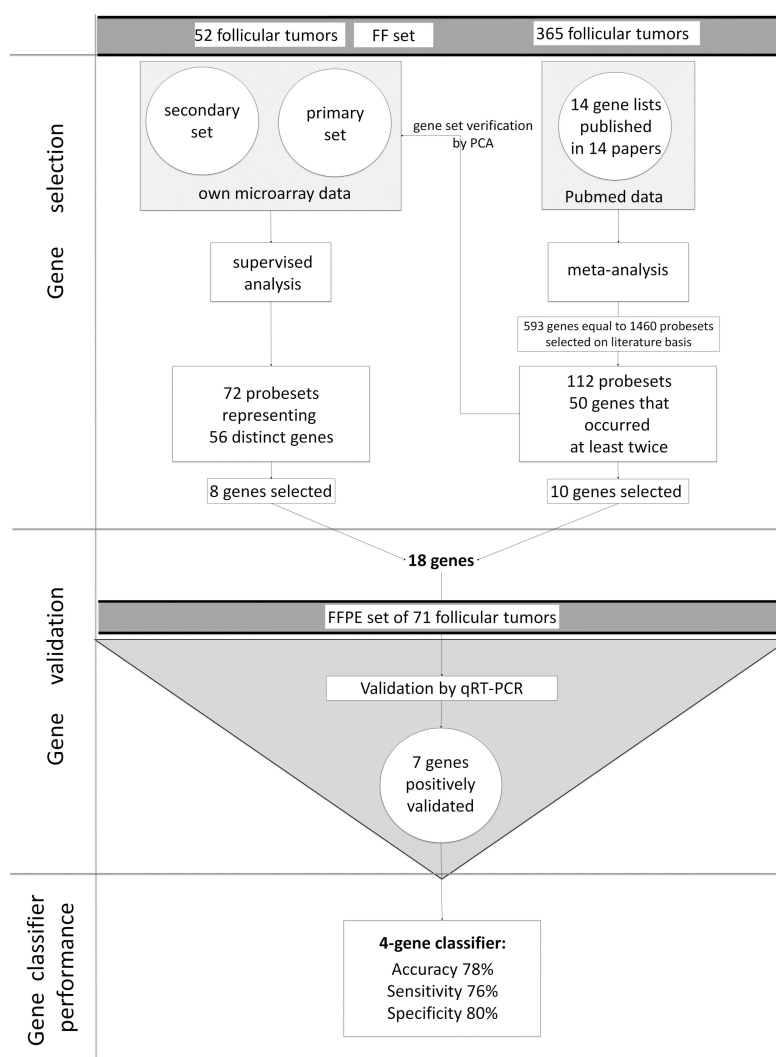 52 follicular tumors
FF set
365 follicular tumors
Gene selection
secondary
set
primary
set
own microarray data
gene set verification
by PCA
14 gene lists
published
in 14 papers
Pubmed data
supervised
analysis
meta-analysis
593 genes equal to 1460 probesets
selected on literature basis
72 probesets
representing
56 distinct genes
112 probesets
50 genes that
occurred
at least twice
8 genes selected
10 genes selected
Gene validation
18 genes
FFPE set of 71 follicular tumors
Validation by qRT-PCR
7 genes
positively
validated
Gene classifier
performance
4-gene classifier:
Accuracy 78%
Sensitivity 76%
Specificity 80%